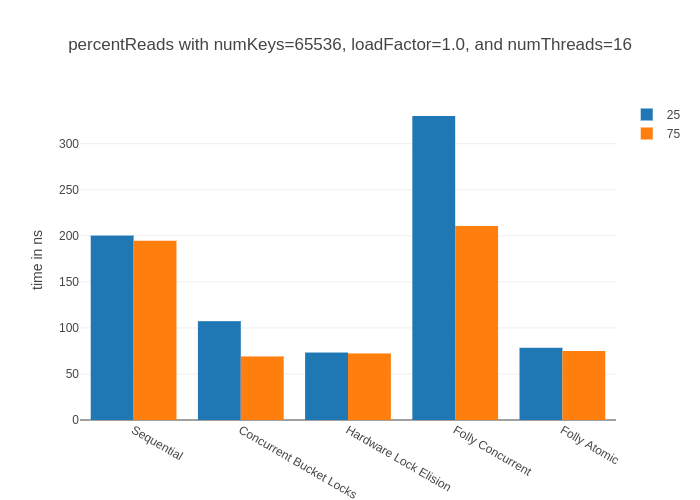 percentReads with numKeys=65536, loadFactor=1.0, and numThreads=16
25
75
time in ns
300
250
200
150
100
50
0
Sequential
Concurrent Bucket Locks
Hardware Lock Elision
Folly Concurrent
Folly Atomic